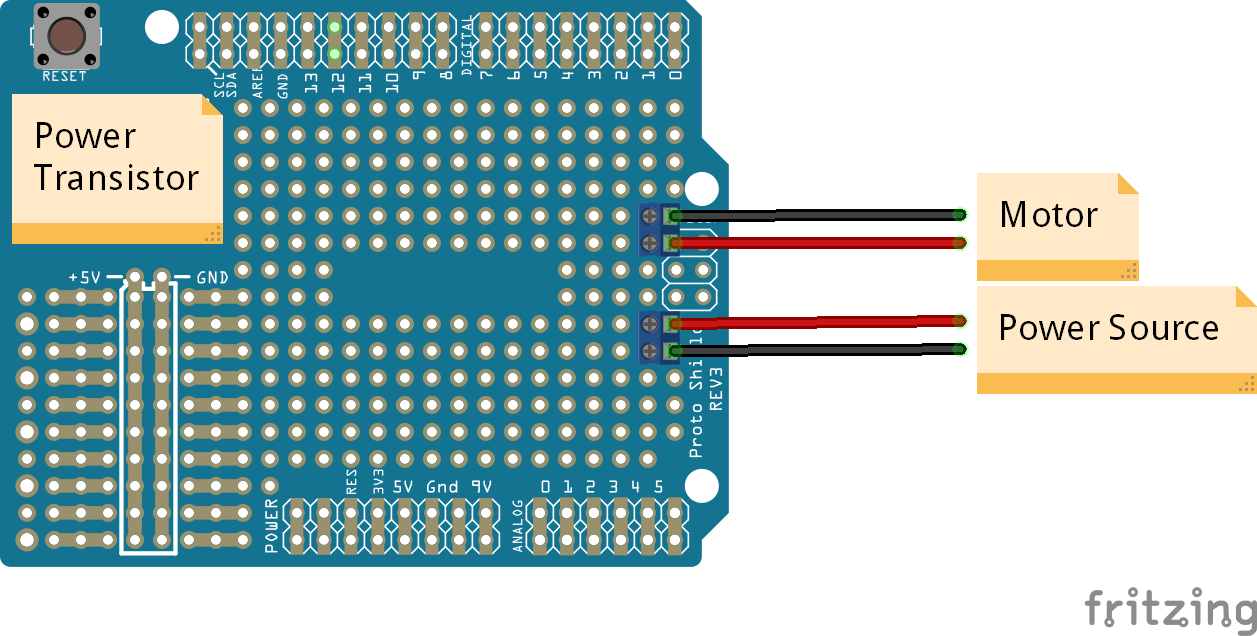 RESET
SCL
SDA
AREF
GND
13
12
11
10
9
8
DIGITAL
7
6
5
4
3
2
1
0
Power
Transistor
Motor
+5V
GND
Power Source
Proto Shield
REV3
RES
3V3
5V Gnd 9V
POWER
ANALOG
0 1 2 3 4 5
fritzing